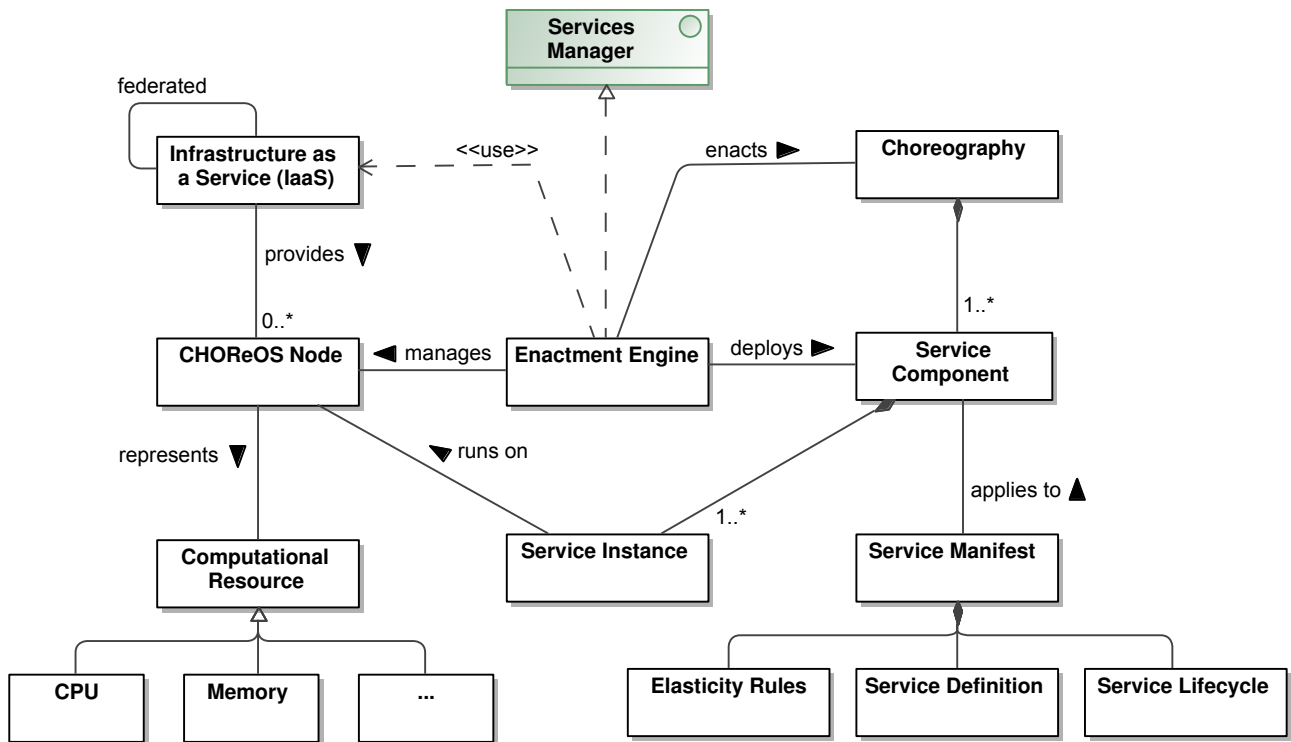 Services
Manager
federated
Infrastructure as
a Service (IaaS)
<<use>>
enacts
Choreography
provides
0..*
1..*
CHOReOS Node
manages
Enactment Engine
deploys
Service
Component
represents
runs on
applies to
1..*
Computational
Resource
Service Instance
Service Manifest
CPU
Memory
...
Elasticity Rules
Service Definition
Service Lifecycle